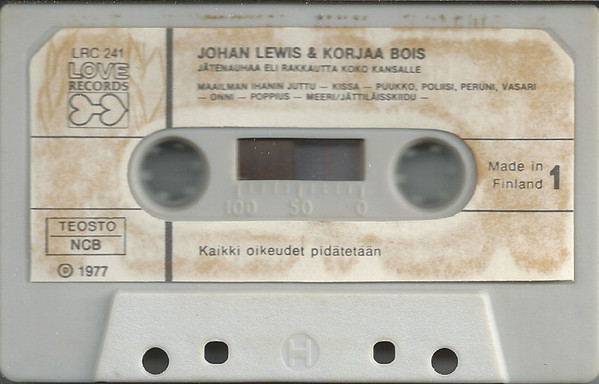 LRC 241
LOVE
RECORDS
JOHAN LEWIS & KORJAA BOIS
JÄTENAUHAA ELI RAKKAUTTA KOKO KANSALLE
MAAILMAN IHANIN JUTTU — KISSA — PUUKKO, POLIISI, PERUNI, VASARI
— ONNI — POPPIUS — MEERI/JÄTTILÄISSKIIDU —
100 50 0
Made in
Finland 1
TEOSTO
NCB
Kaikki oikeudet pidätetään
℗ 1977
H